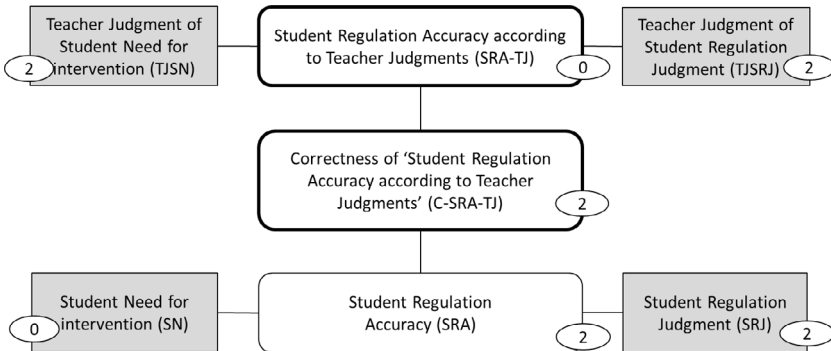 Teacher Judgment of
Student Need for
intervention (TJSN)
2
Student Regulation Accuracy according
to Teacher Judgments (SRA-TJ)
0
Teacher Judgment of
Student Regulation
Judgment (TJSRJ)
2
Correctness of ‘Student Regulation
Accuracy according to Teacher
Judgments’ (C-SRA-TJ)
2
Student Need for
intervention (SN)
0
Student Regulation
Accuracy (SRA)
2
Student Regulation
Judgment (SRJ)
2